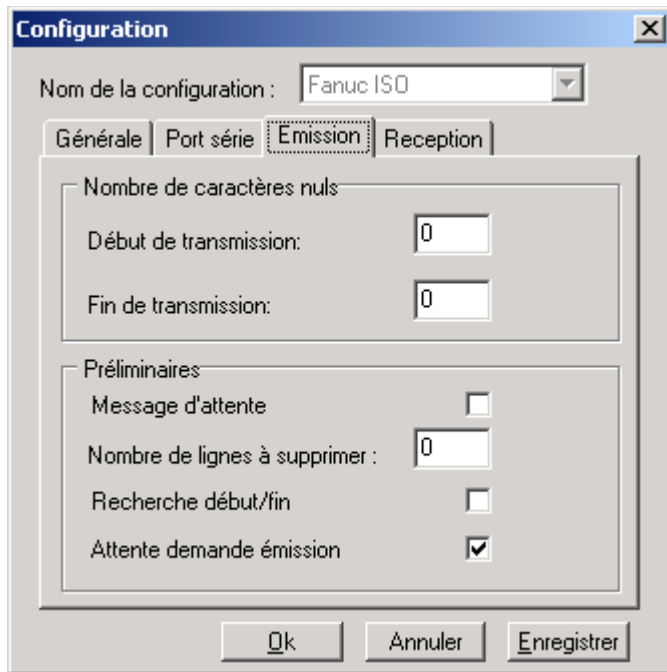 Configuration
Nom de la configuration : Fanuc ISO
Générale Port série Emission Reception
Nombre de caractères nuls
Début de transmission: 0
Fin de transmission: 0
Préliminaires
Message d'attente
Nombre de lignes à supprimer : 0
Recherche début/fin
Attente demande émission
Ok Annuler Enregistrer